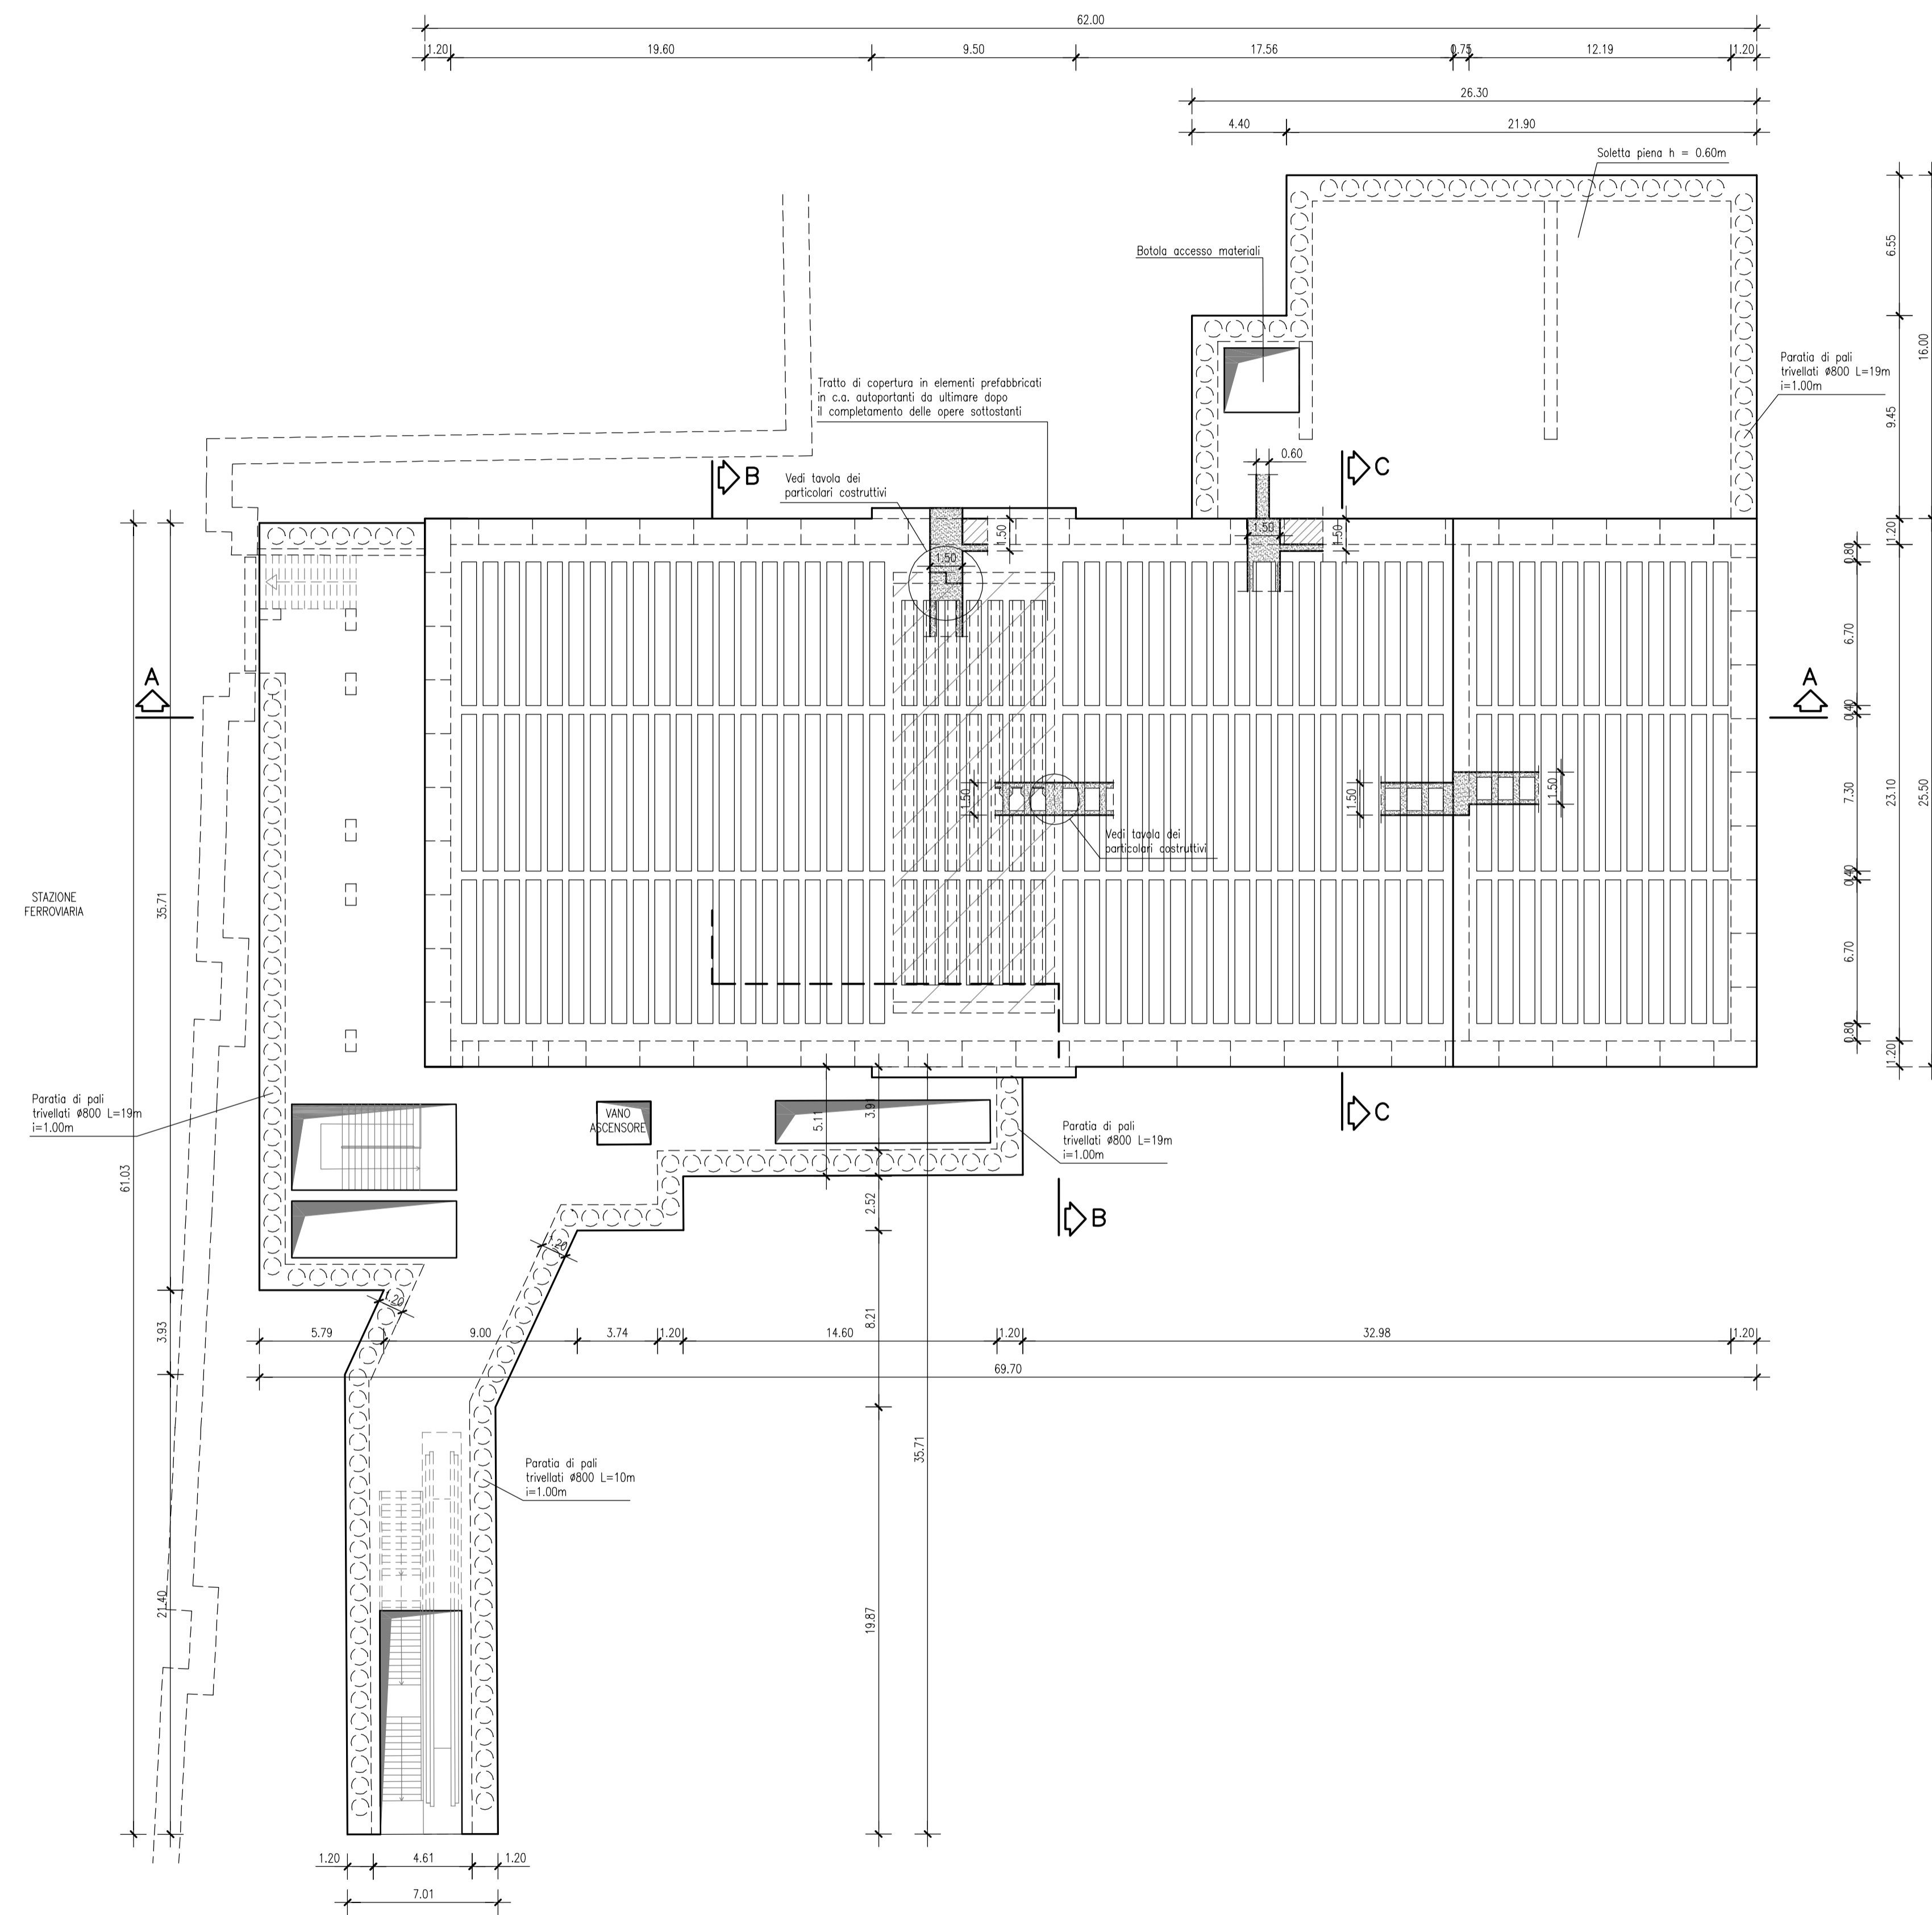 62.00
1.20
19.60
9.50
17.56
0.75
12.19
1.20
26.30
4.40
21.90
Soletta piena h = 0.60m
Botola accesso materiali
6.55
16.00
9.45
Paratia di pali
trivellati ø800 L=19m
i=1.00m
Tratto di copertura in elementi prefabbricati
in c.a. autoportanti da ultimare dopo
il completamento delle opere sottostanti
Vedi tavola dei
particolari costruttivi
B
C
0.60
1.50
1.50
1.50
1.50
1.20
0.80
6.70
0.40
7.30
0.40
6.70
0.80
1.20
23.10
25.50
A
A
1.50
1.50
1.50
Vedi tavola dei
particolari costruttivi
STAZIONE
FERROVIARIA
35.71
61.03
3.93
21.40
Paratia di pali
trivellati ø800 L=19m
i=1.00m
VANO
ASCENSORE
5.11
3.91
Paratia di pali
trivellati ø800 L=19m
i=1.00m
C
B
2.52
1.20
1.20
8.21
5.79
9.00
3.74
1.20
14.60
1.20
32.98
1.20
69.70
35.71
19.87
Paratia di pali
trivellati ø800 L=10m
i=1.00m
1.20
4.61
1.20
7.01